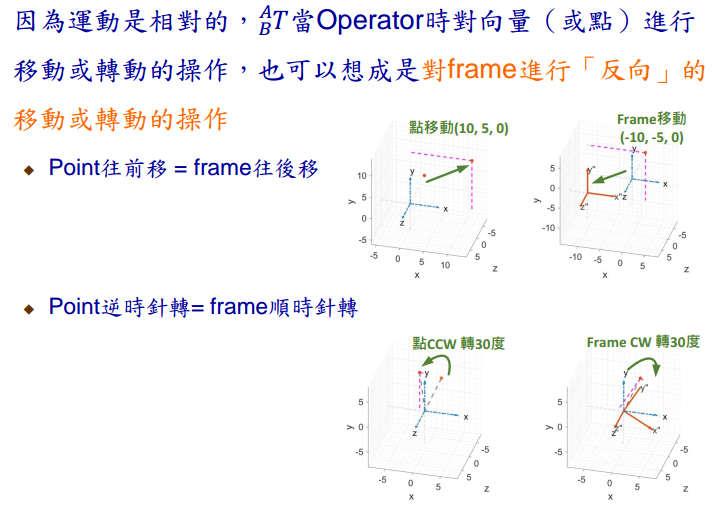 因為運動是相對的，$^A_BT$當Operator時對向量（或點）進行
移動或轉動的操作，也可以想成是對frame進行「反向」的
移動或轉動的操作
Point往前移 = frame往後移
點移動(10, 5, 0)
y
x
z
10
5
0
-5
y
-5
0
5
10
x
-5
0
5
z
Frame移動
(-10, -5, 0)
y
y"
x
x"
z
z"
5
0
-5
-10
y
-10
-5
0
5
x
-5
0
5
z
Point逆時針轉= frame順時針轉
點CCW 轉30度
y
x
z
5
0
-5
y
-5
0
5
x
-5
0
5
z
Frame CW 轉30度
y
y"
x
x"
z"
5
0
-5
y
-5
0
5
x
-5
0
5
z